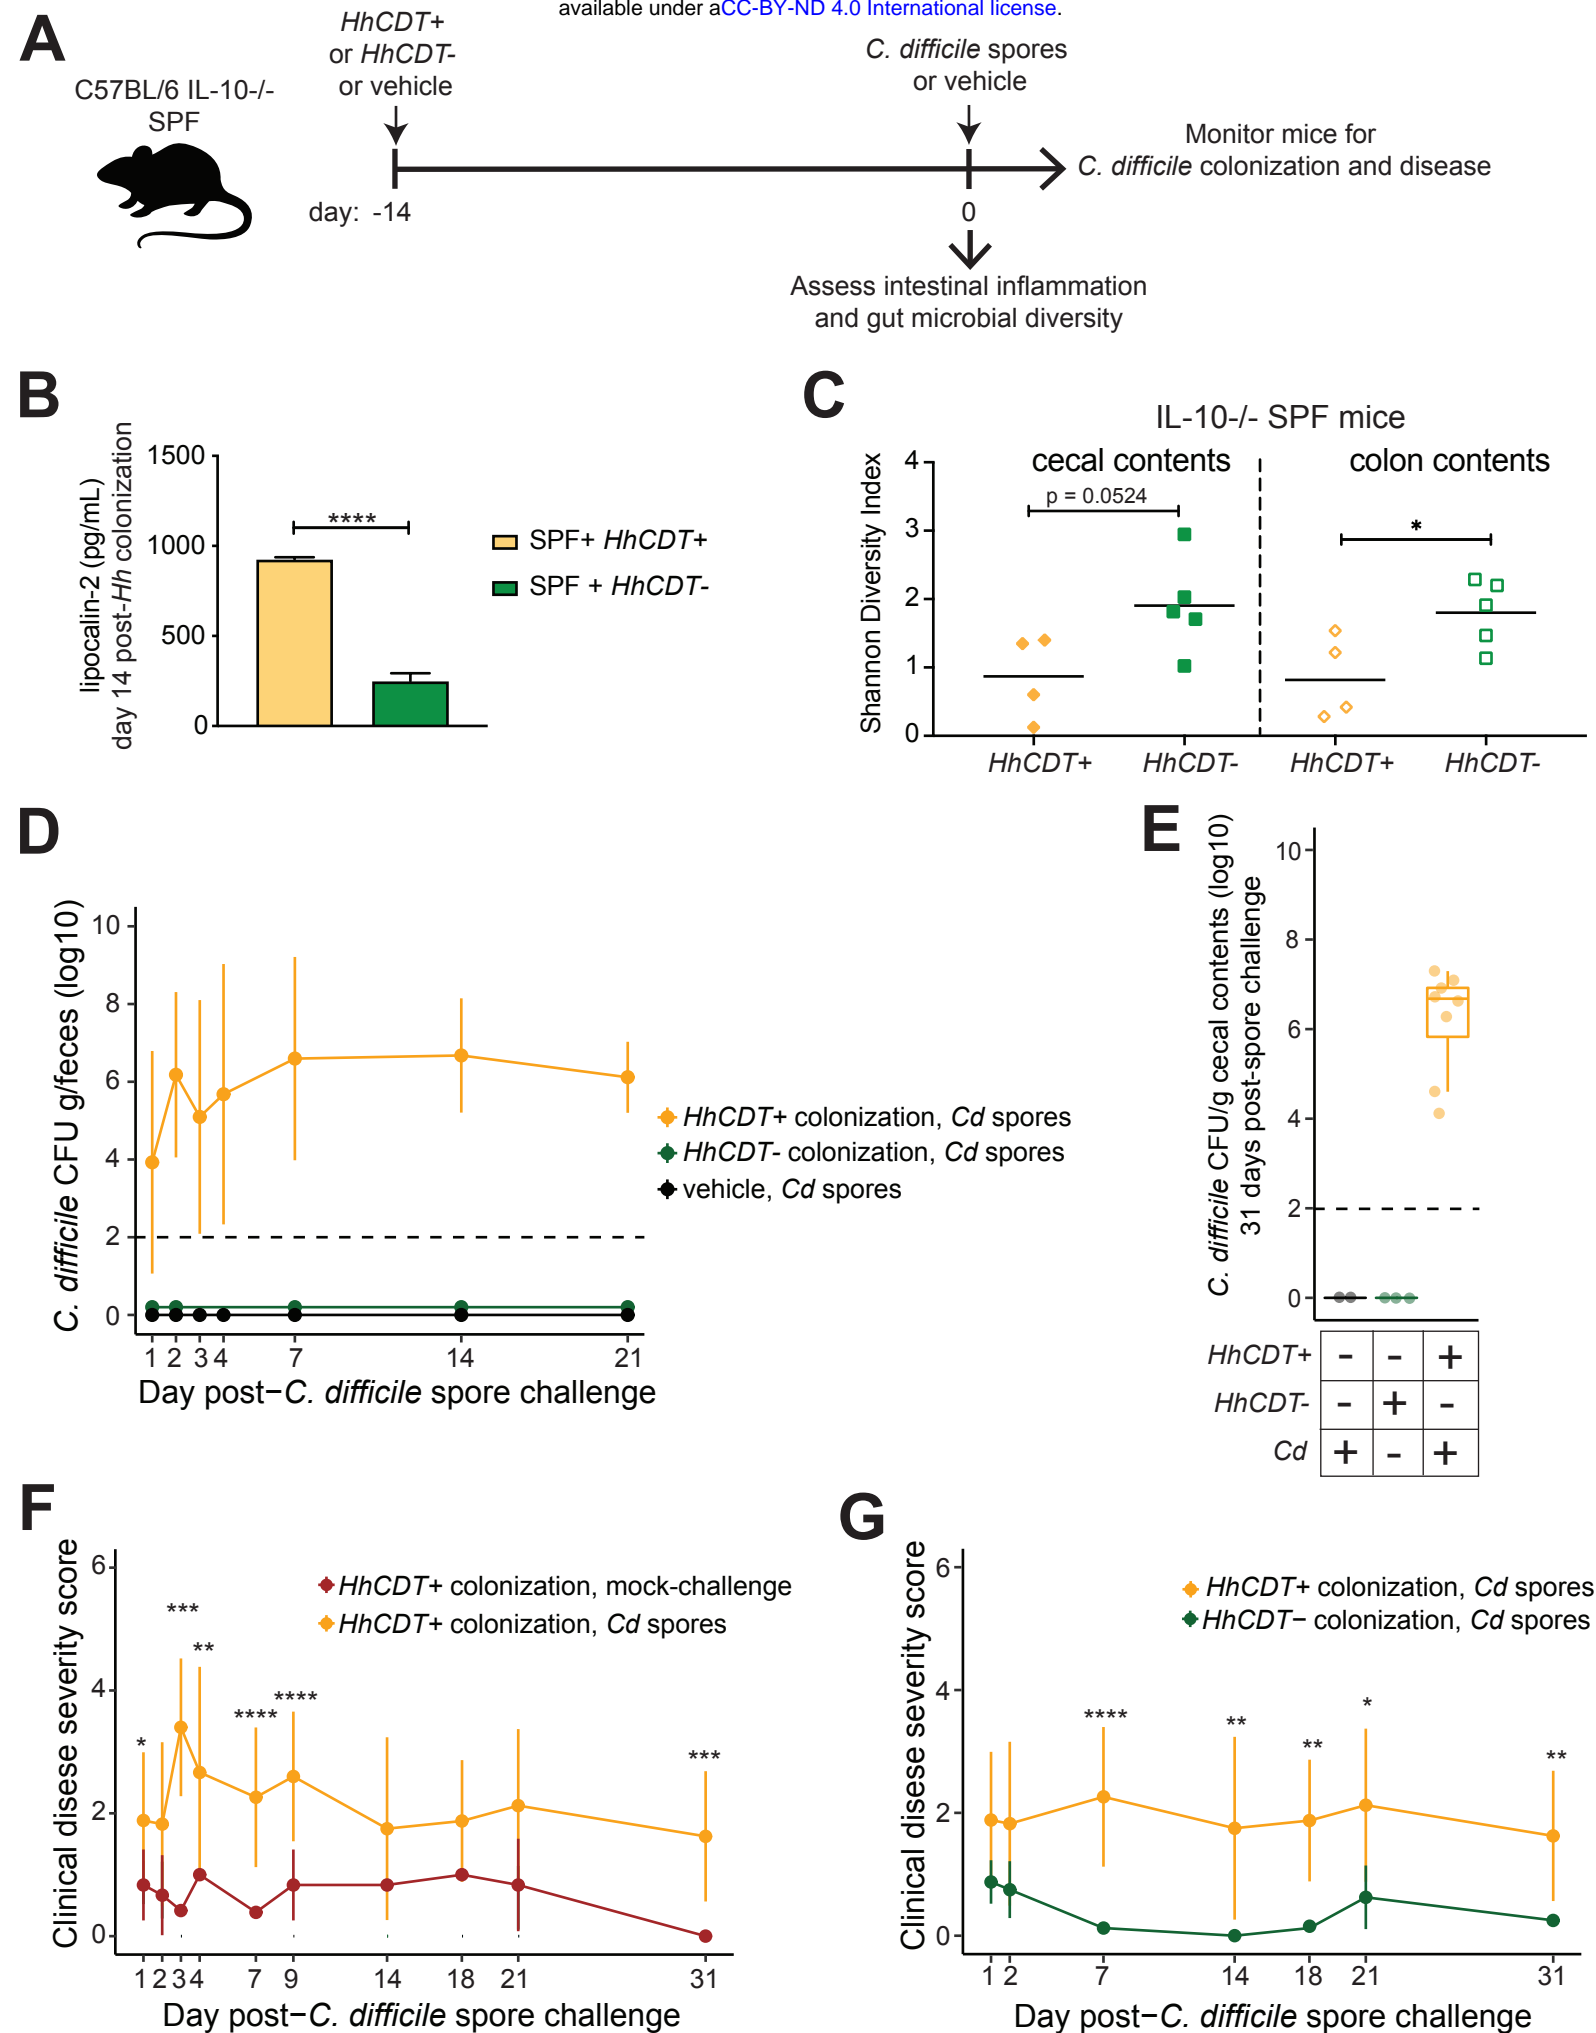 available under aCC-BY-ND 4.0 International license.
A
HhCDT+
or HhCDT-
or vehicle
C57BL/6 IL-10-/-
SPF
C. difficile spores
or vehicle
Monitor mice for
C. difficile colonization and disease
day: -14
0
Assess intestinal inflammation
and gut microbial diversity
B
lipocalin-2 (pg/mL)
day 14 post-Hh colonization
1500
1000
500
0
****
SPF+ HhCDT+
SPF + HhCDT-
C
IL-10-/- SPF mice
cecal contents
colon contents
Shannon Diversity Index
4
3
2
1
0
p = 0.0524
*
HhCDT+
HhCDT-
HhCDT+
HhCDT-
D
C. difficile CFU g/feces (log10)
10
8
6
4
2
0
1 2 3 4 7 14 21
Day post−C. difficile spore challenge
HhCDT+ colonization, Cd spores
HhCDT- colonization, Cd spores
vehicle, Cd spores
E
C. difficile CFU/g cecal contents (log10)
31 days post-spore challenge
10
8
6
4
2
0
HhCDT+ - - +
HhCDT- - + -
Cd + - +
F
Clinical disese severity score
6
4
2
0
HhCDT+ colonization, mock-challenge
HhCDT+ colonization, Cd spores
*
***
**
****
****
***
1 2 3 4 7 9 14 18 21 31
Day post−C. difficile spore challenge
G
Clinical disese severity score
6
4
2
0
HhCDT+ colonization, Cd spores
HhCDT− colonization, Cd spores
****
**
**
*
**
1 2 7 14 18 21 31
Day post−C. difficile spore challenge